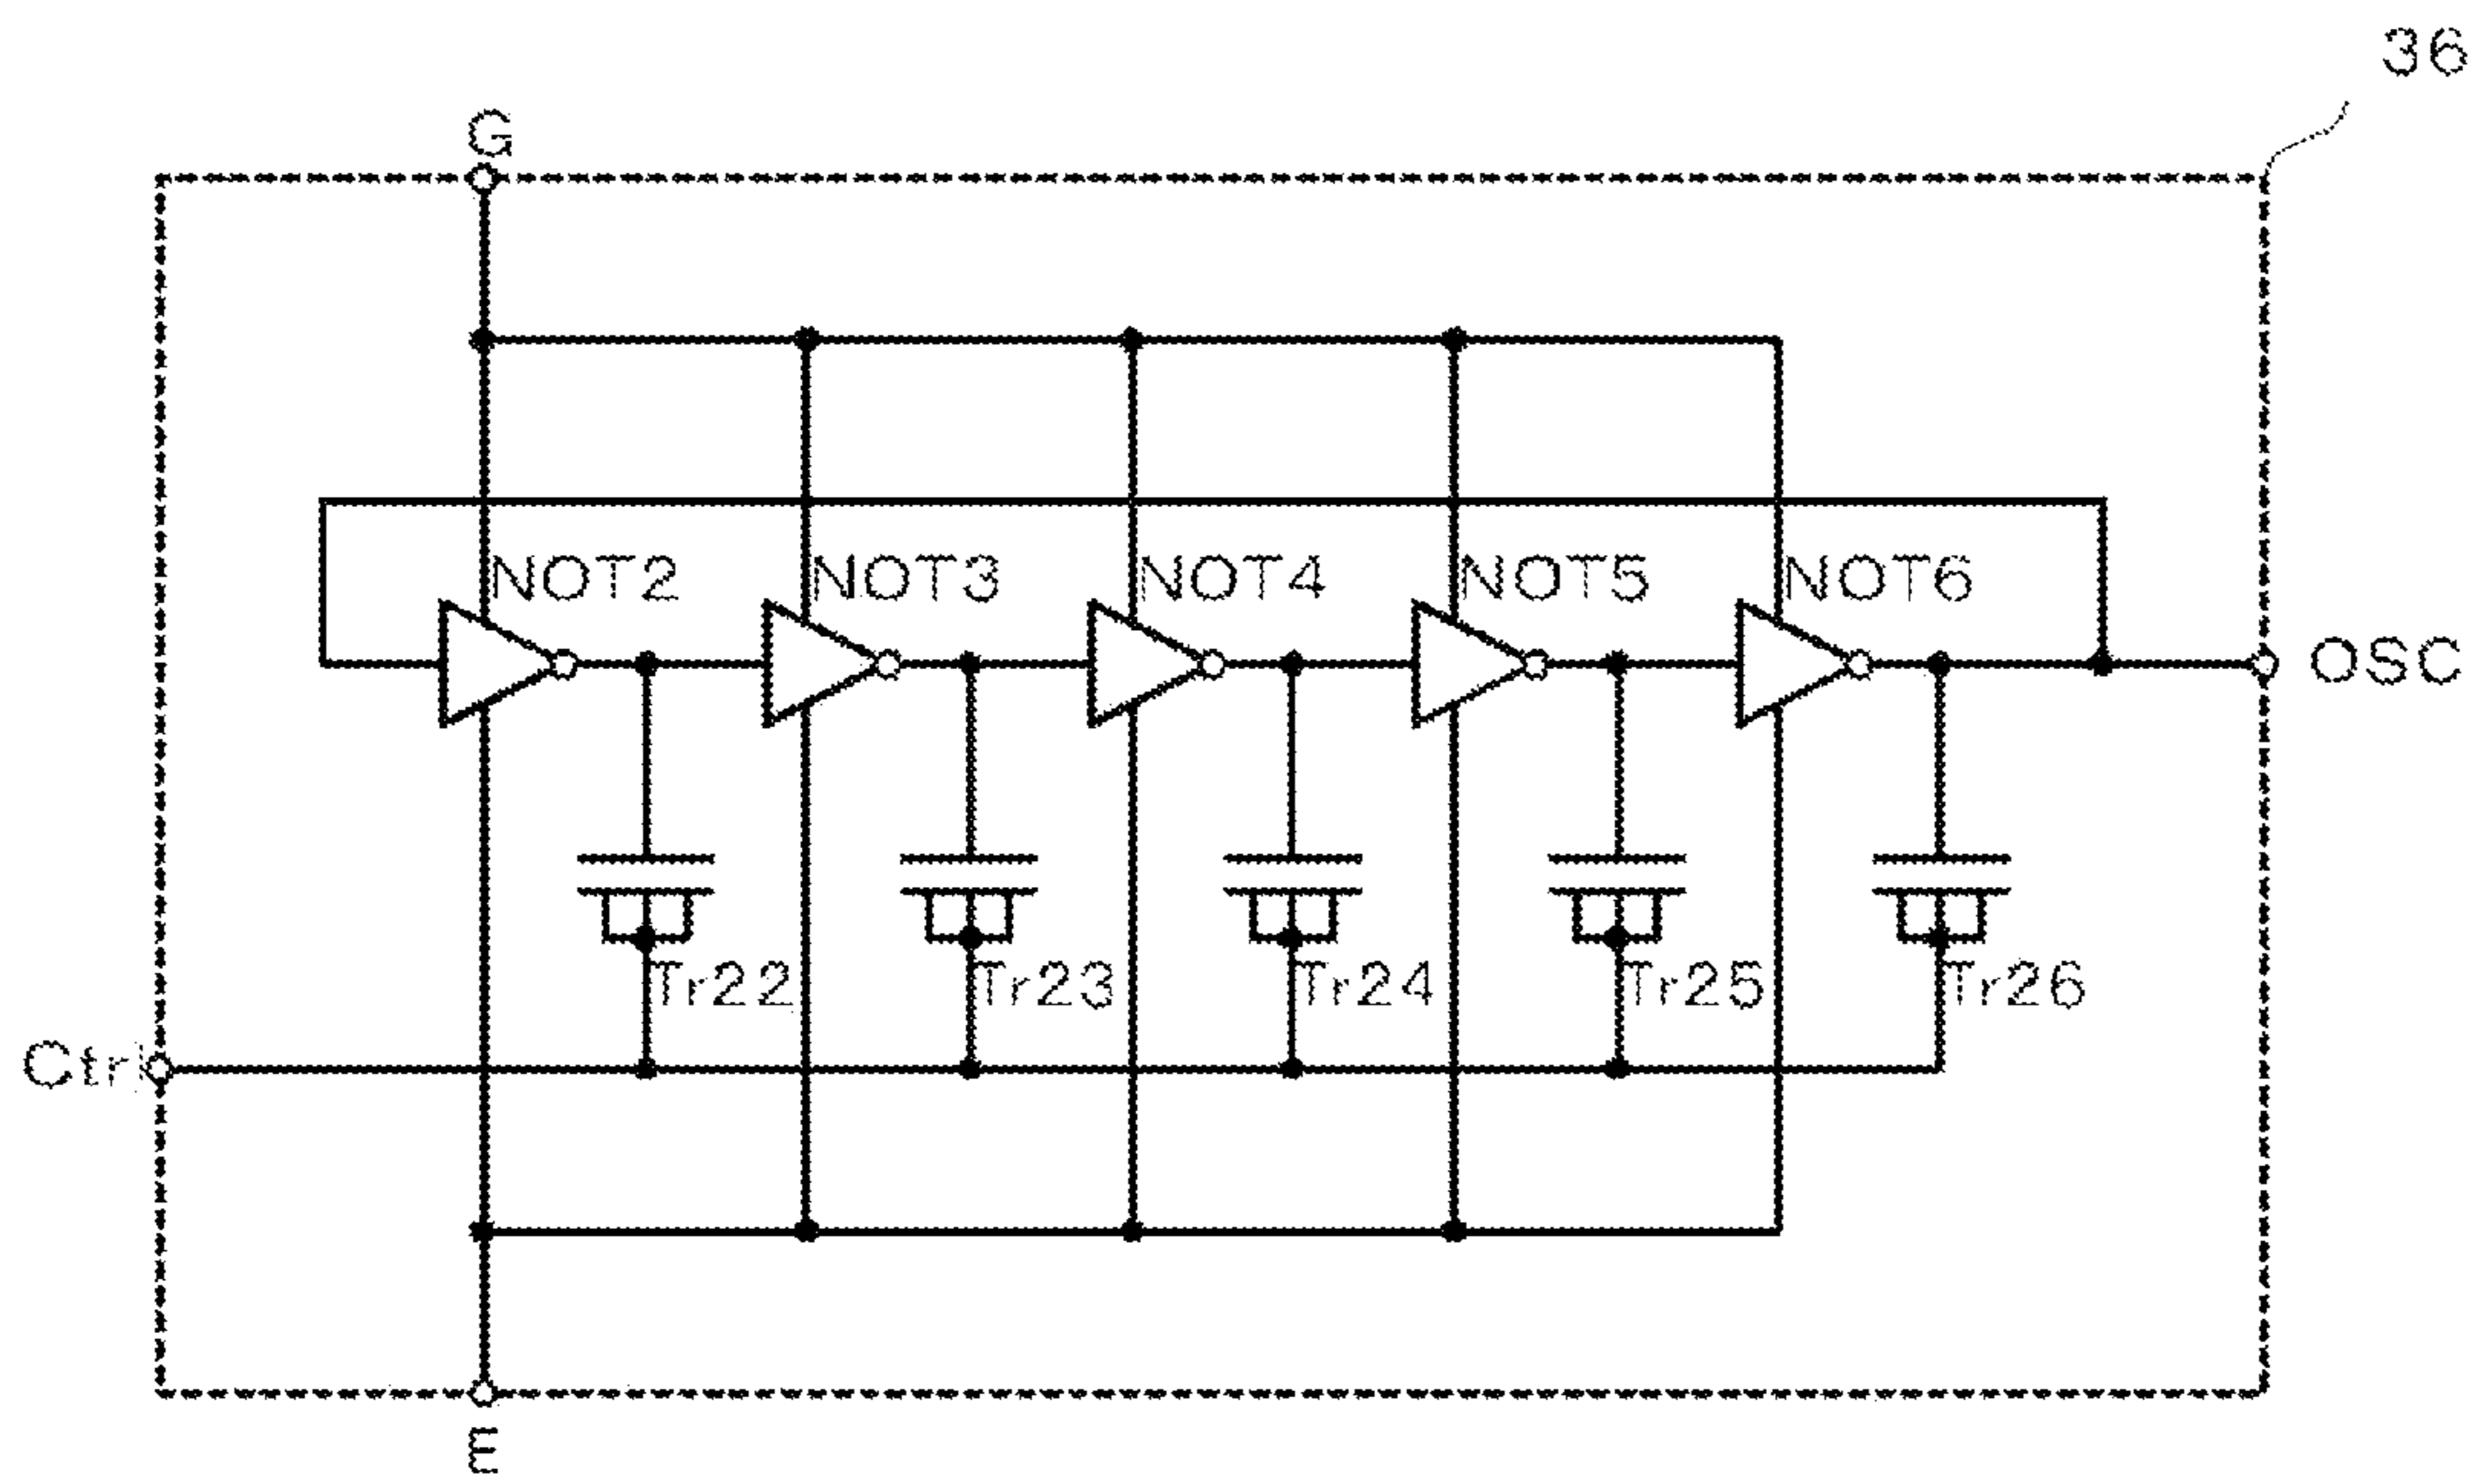 36
G
NOT2 NOT3 NOT4 NOT5 NOT6
OSC
Tr22 Tr23 Tr24 Tr25 Tr26
Ctrl
E